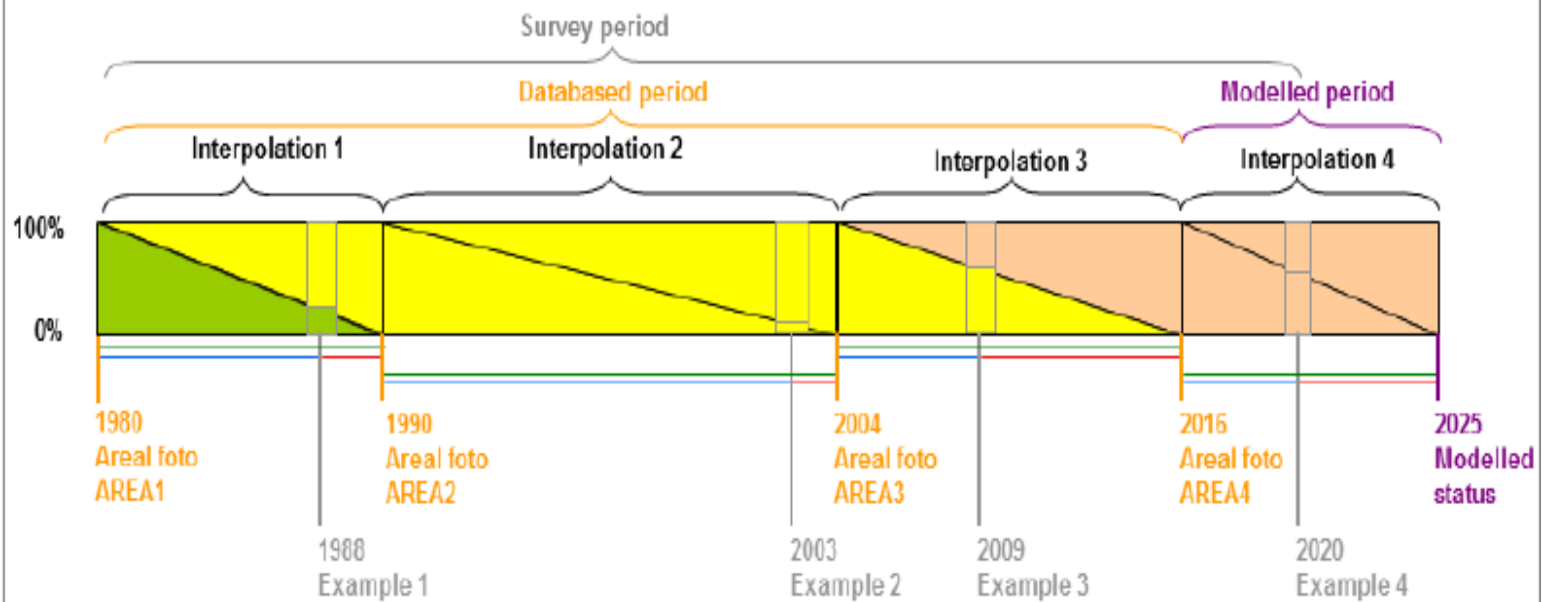 Survey period
Databased period
Modelled period
Interpolation 1
Interpolation 2
Interpolation 3
Interpolation 4
100%
0%
1980
Areal foto
AREA1
1990
Areal foto
AREA2
2004
Areal foto
AREA3
2016
Areal foto
AREA4
2025
Modelled
status
1988
Example 1
2003
Example 2
2009
Example 3
2020
Example 4